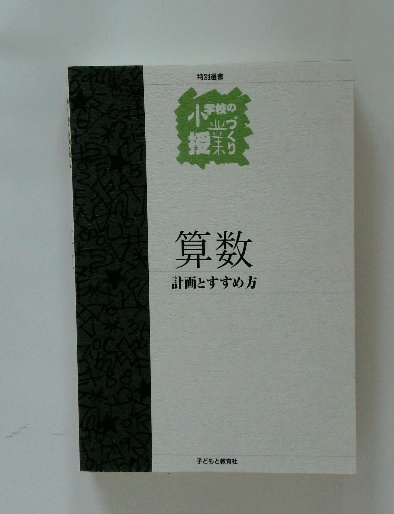 特別選書
小学校の
授業づくり
算数
計画とすすめ方
子どもと教育社